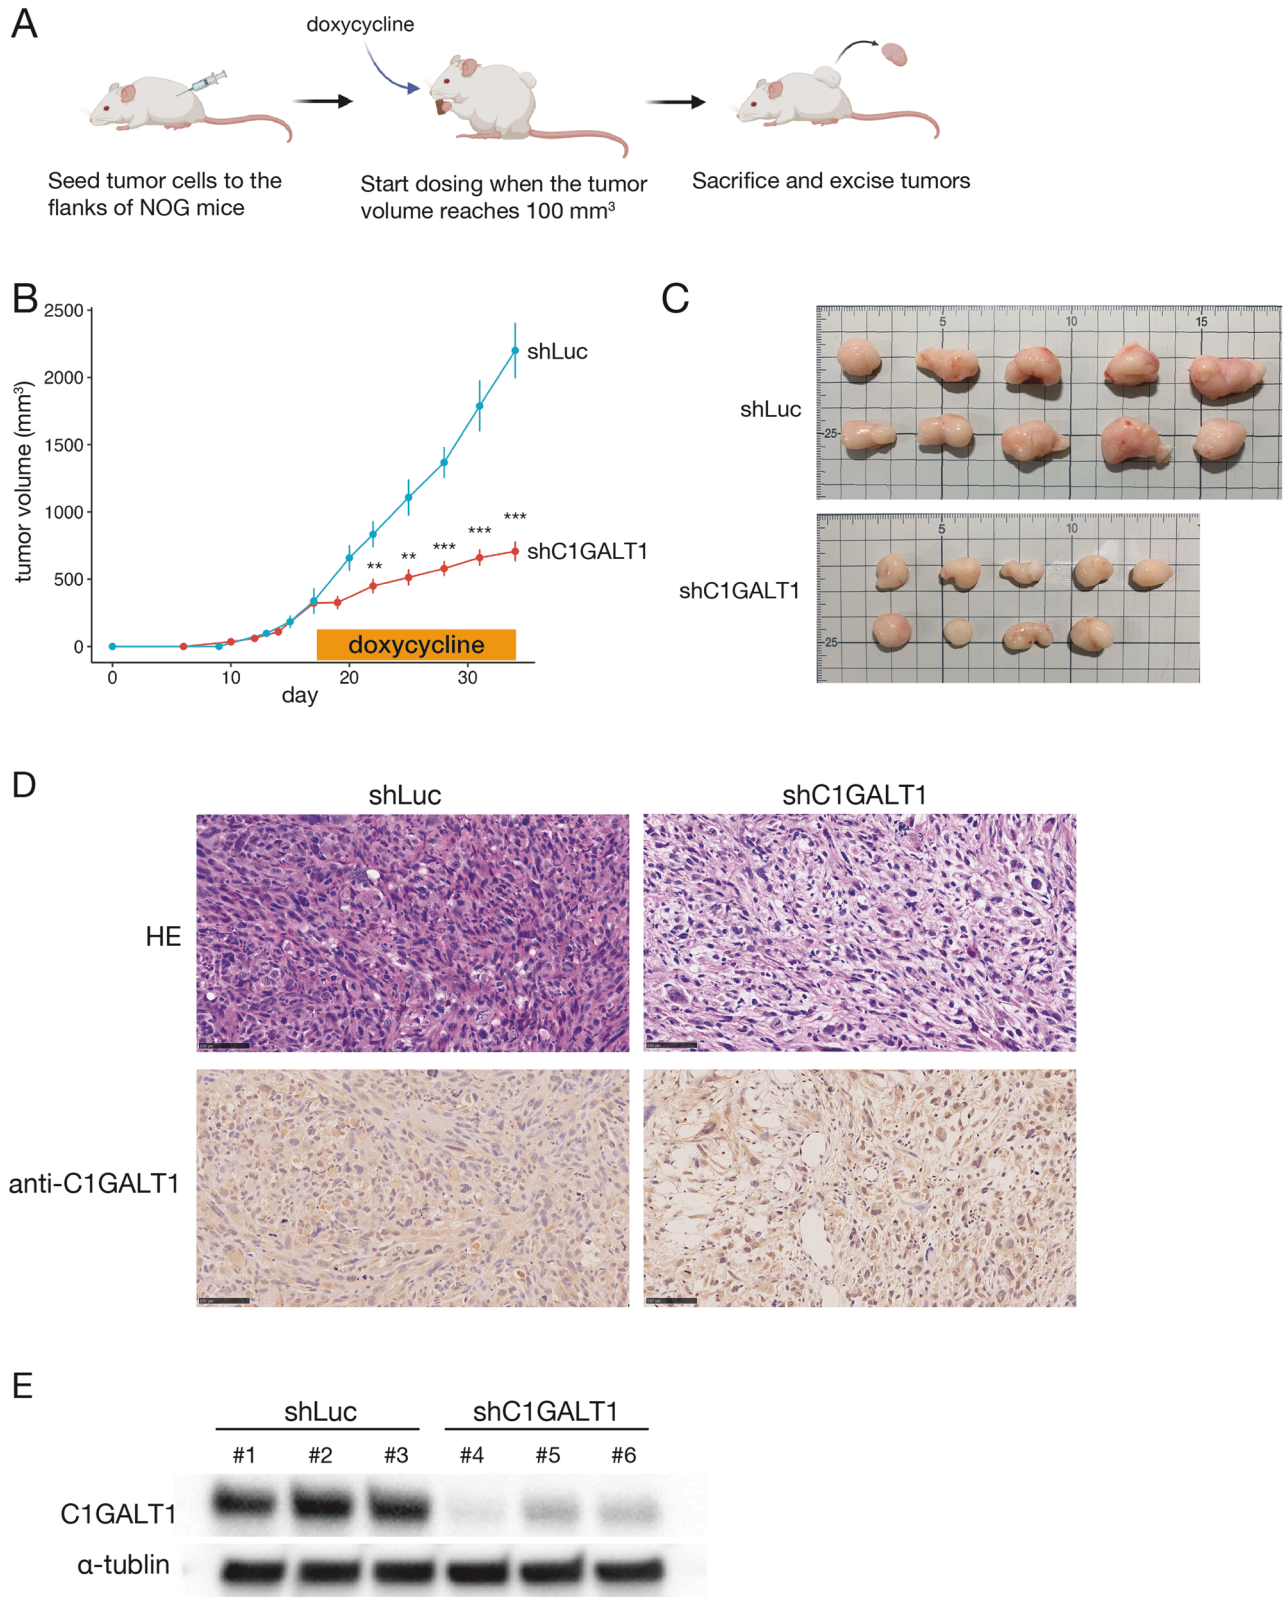 A
doxycycline
Seed tumor cells to the
flanks of NOG mice
Start dosing when the tumor
volume reaches 100 mm³
Sacrifice and excise tumors
B
2500
2000
1500
1000
500
0
tumor volume (mm³)
shLuc
***
***
***
**
**
shC1GALT1
doxycycline
0 10 20 30
day
C
shLuc
5 10 15
25
shC1GALT1
5 10
25
D
shLuc shC1GALT1
HE
anti-C1GALT1
E
shLuc shC1GALT1
#1 #2 #3 #4 #5 #6
C1GALT1
α-tublin